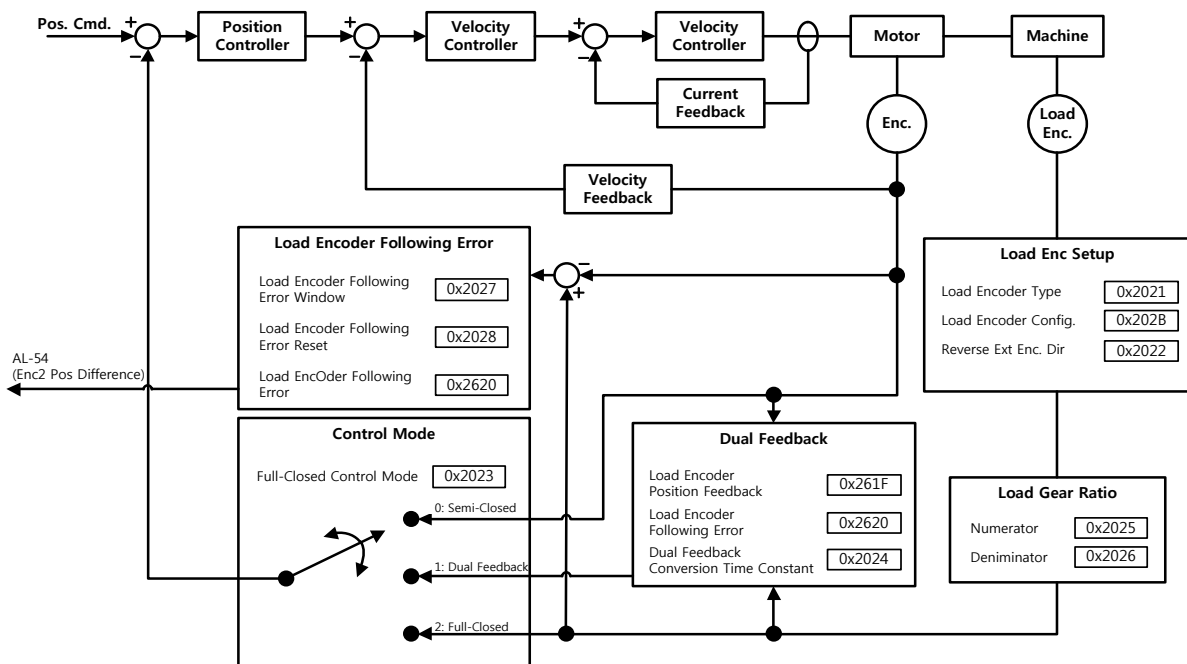 Pos. Cmd.
+
−
Position
Controller
+
−
Velocity
Controller
+
−
Velocity
Controller
Motor
Machine
Current
Feedback
Enc.
Load
Enc.
Velocity
Feedback
Load Encoder Following Error
Load Encoder Following
Error Window
0x2027
Load Encoder Following
Error Reset
0x2028
Load EncOder Following
Error
0x2620
−
+
AL-54
(Enc2 Pos Difference)
Load Enc Setup
Load Encoder Type
0x2021
Load Encoder Config.
0x202B
Reverse Ext Enc. Dir
0x2022
Control Mode
Full-Closed Control Mode
0x2023
0: Semi-Closed
1: Dual Feedback
2: Full-Closed
Dual Feedback
Load Encoder
Position Feedback
0x261F
Load Encoder
Following Error
0x2620
Dual Feedback
Conversion Time Constant
0x2024
Load Gear Ratio
Numerator
0x2025
Deniminator
0x2026